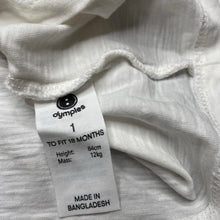 dymples
1
TO FIT 18 MONTHS
Height: 84cm
Mass: 12kg
MADE IN
BANGLADESH